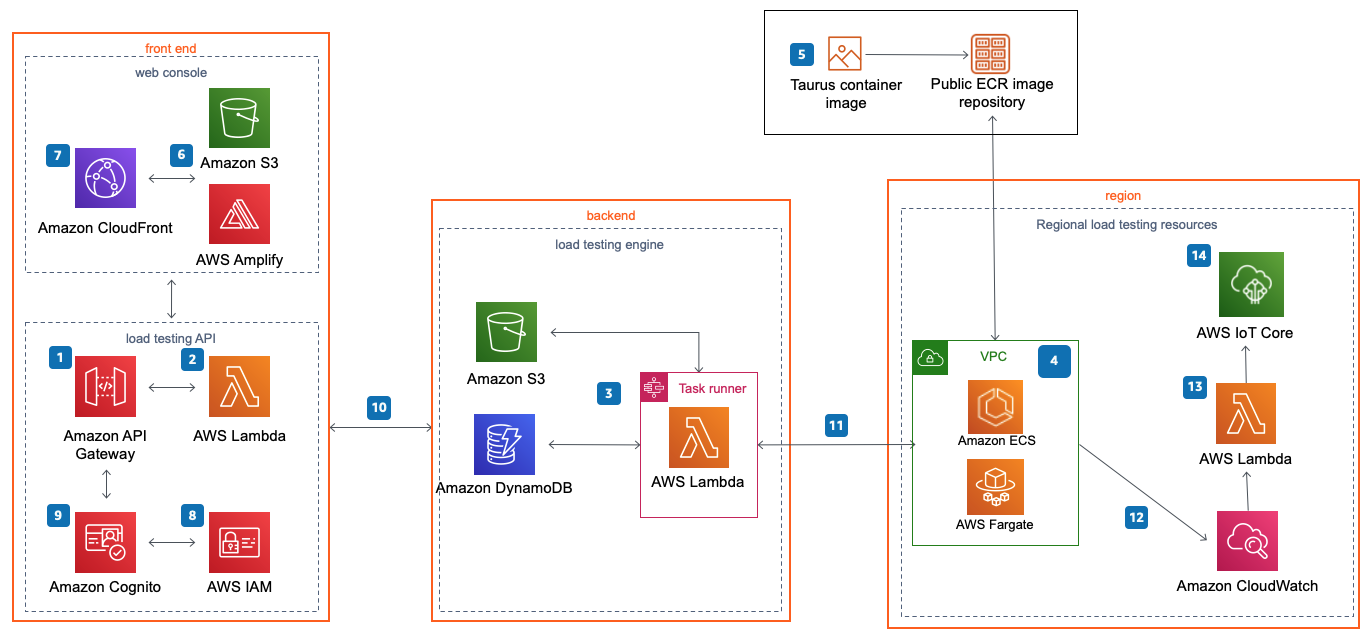 front end
web console
7
6
Amazon S3
Amazon CloudFront
AWS Amplify
load testing API
1
2
Amazon API
Gateway
AWS Lambda
9
8
Amazon Cognito
AWS IAM
10
backend
load testing engine
Amazon S3
3
Task runner
Amazon DynamoDB
AWS Lambda
11
5
Taurus container
image
Public ECR image
repository
region
Regional load testing resources
VPC
4
Amazon ECS
AWS Fargate
12
14
AWS IoT Core
13
AWS Lambda
Amazon CloudWatch